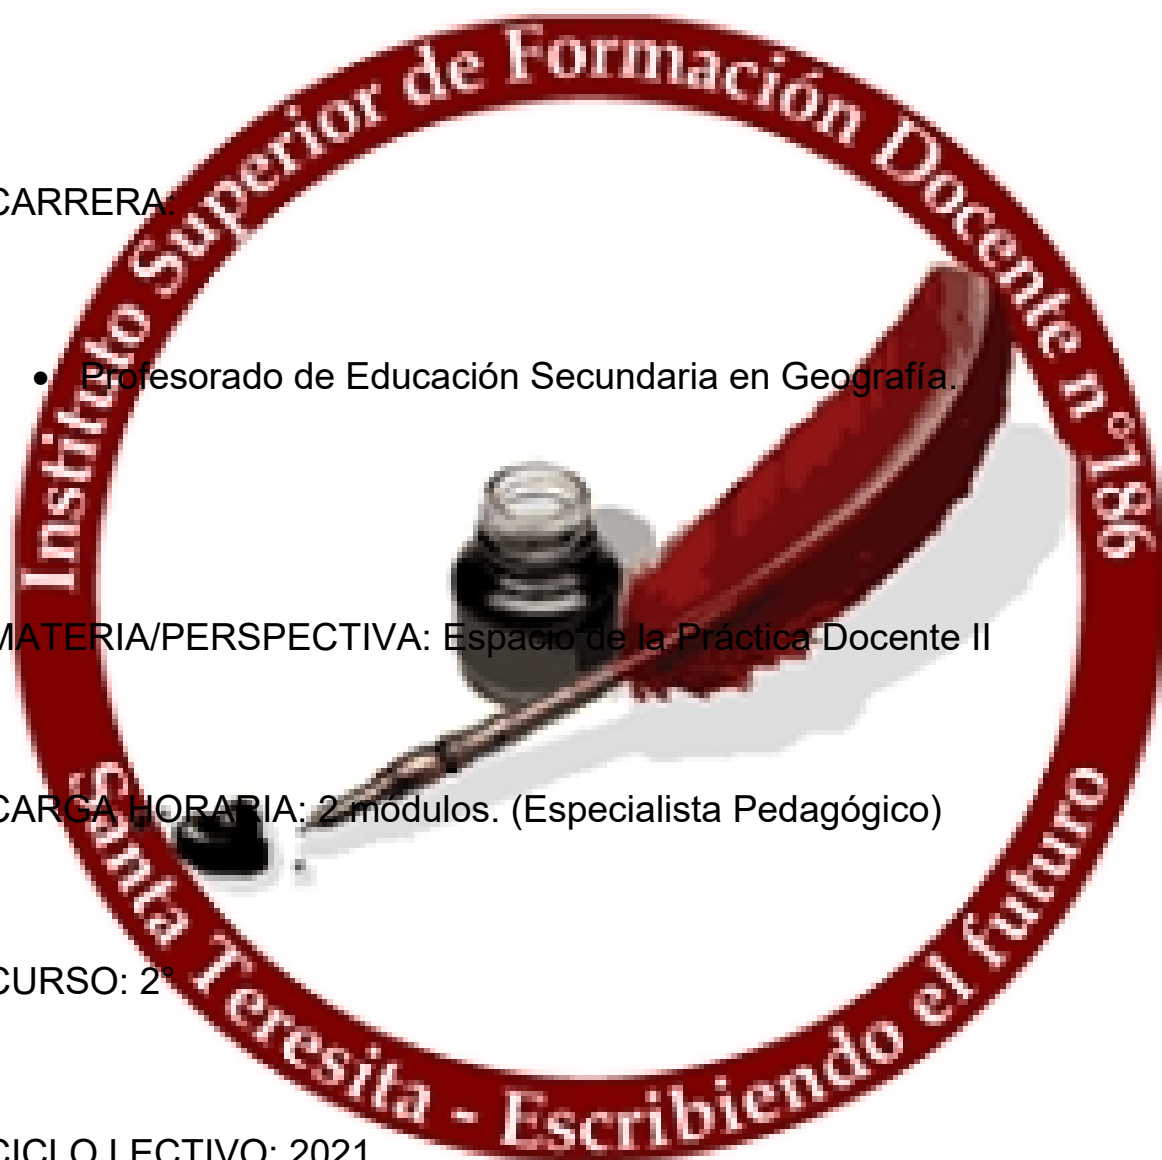 Instituto Superior de Formación Docente n°186
CARRERA:
• Profesorado de Educación Secundaria en Geografía.
MATERIA/PERSPECTIVA: Espacio de la Práctica Docente II
CARGA HORARIA: 2 módulos. (Especialista Pedagógico)
CURSO: 2°
CICLO LECTIVO: 2021
Santa Teresita - Escribiendo el futuro